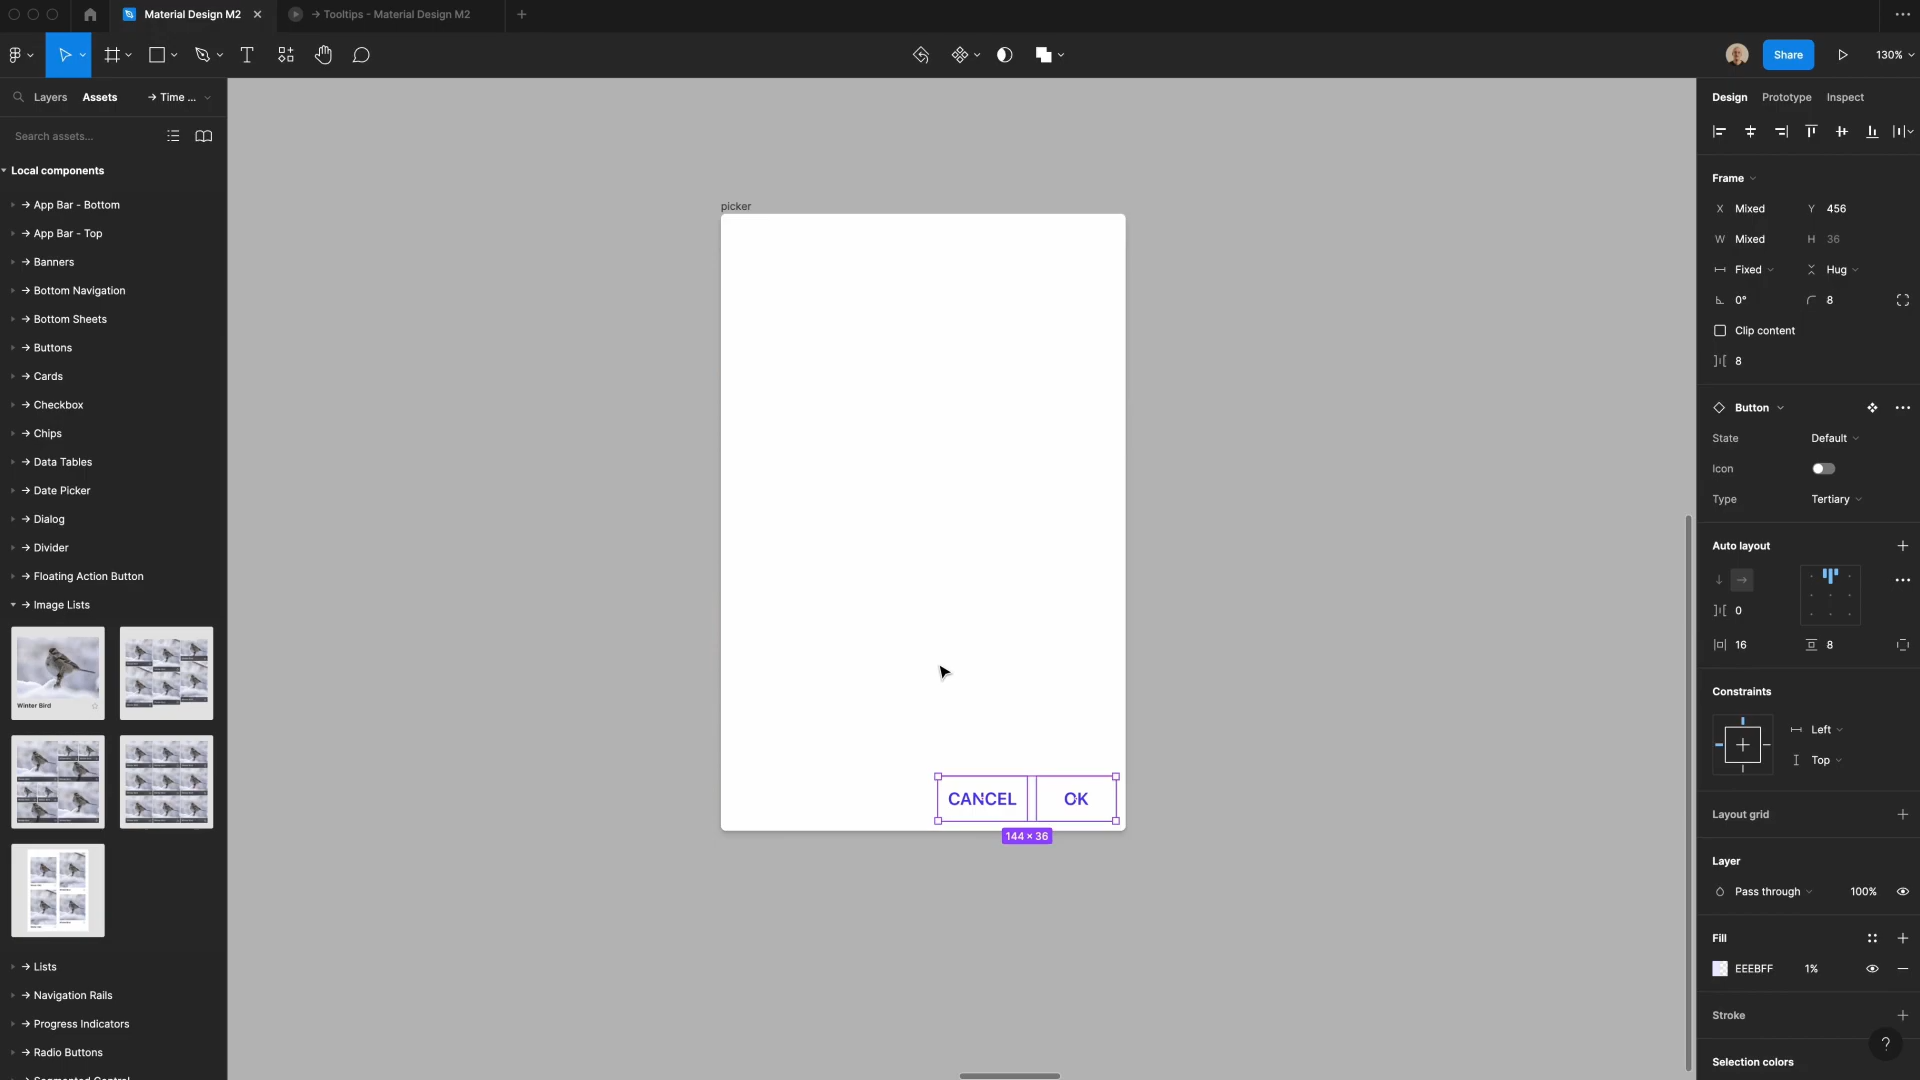 Material Design M2
→ Tooltips - Material Design M2
Share
130%
Layers
Assets
→ Time ...
Search assets...
Local components
→ App Bar - Bottom
→ App Bar - Top
→ Banners
→ Bottom Navigation
→ Bottom Sheets
→ Buttons
→ Cards
→ Checkbox
→ Chips
→ Data Tables
→ Date Picker
→ Dialog
→ Divider
→ Floating Action Button
→ Image Lists
Winter Bird
→ Lists
→ Navigation Rails
→ Progress Indicators
→ Radio Buttons
picker
CANCEL
OK
144 × 36
Design
Prototype
Inspect
Frame
X Mixed
Y 456
W Mixed
H 36
Fixed
Hug
0°
8
Clip content
8
Button
State
Default
Icon
Type
Tertiary
Auto layout
0
16
8
Constraints
Left
Top
Layout grid
Layer
Pass through
100%
Fill
EEEBFF
1%
Stroke
?
Selection colors